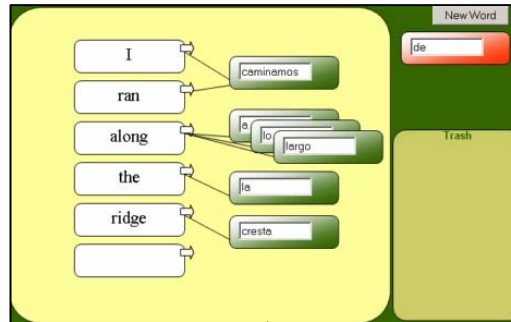 New Word
de
I
caminamos
ran
a
lo
along
largo
Trash
the
la
ridge
cresta